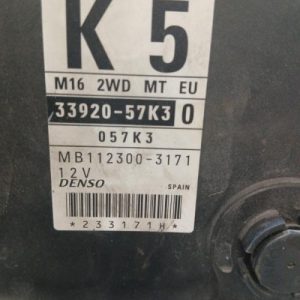 K 5
M16 2WD MT EU
33920-57K3 0
057K3
MB112300-3171
12V
DENSO
SPAIN
*233171H*